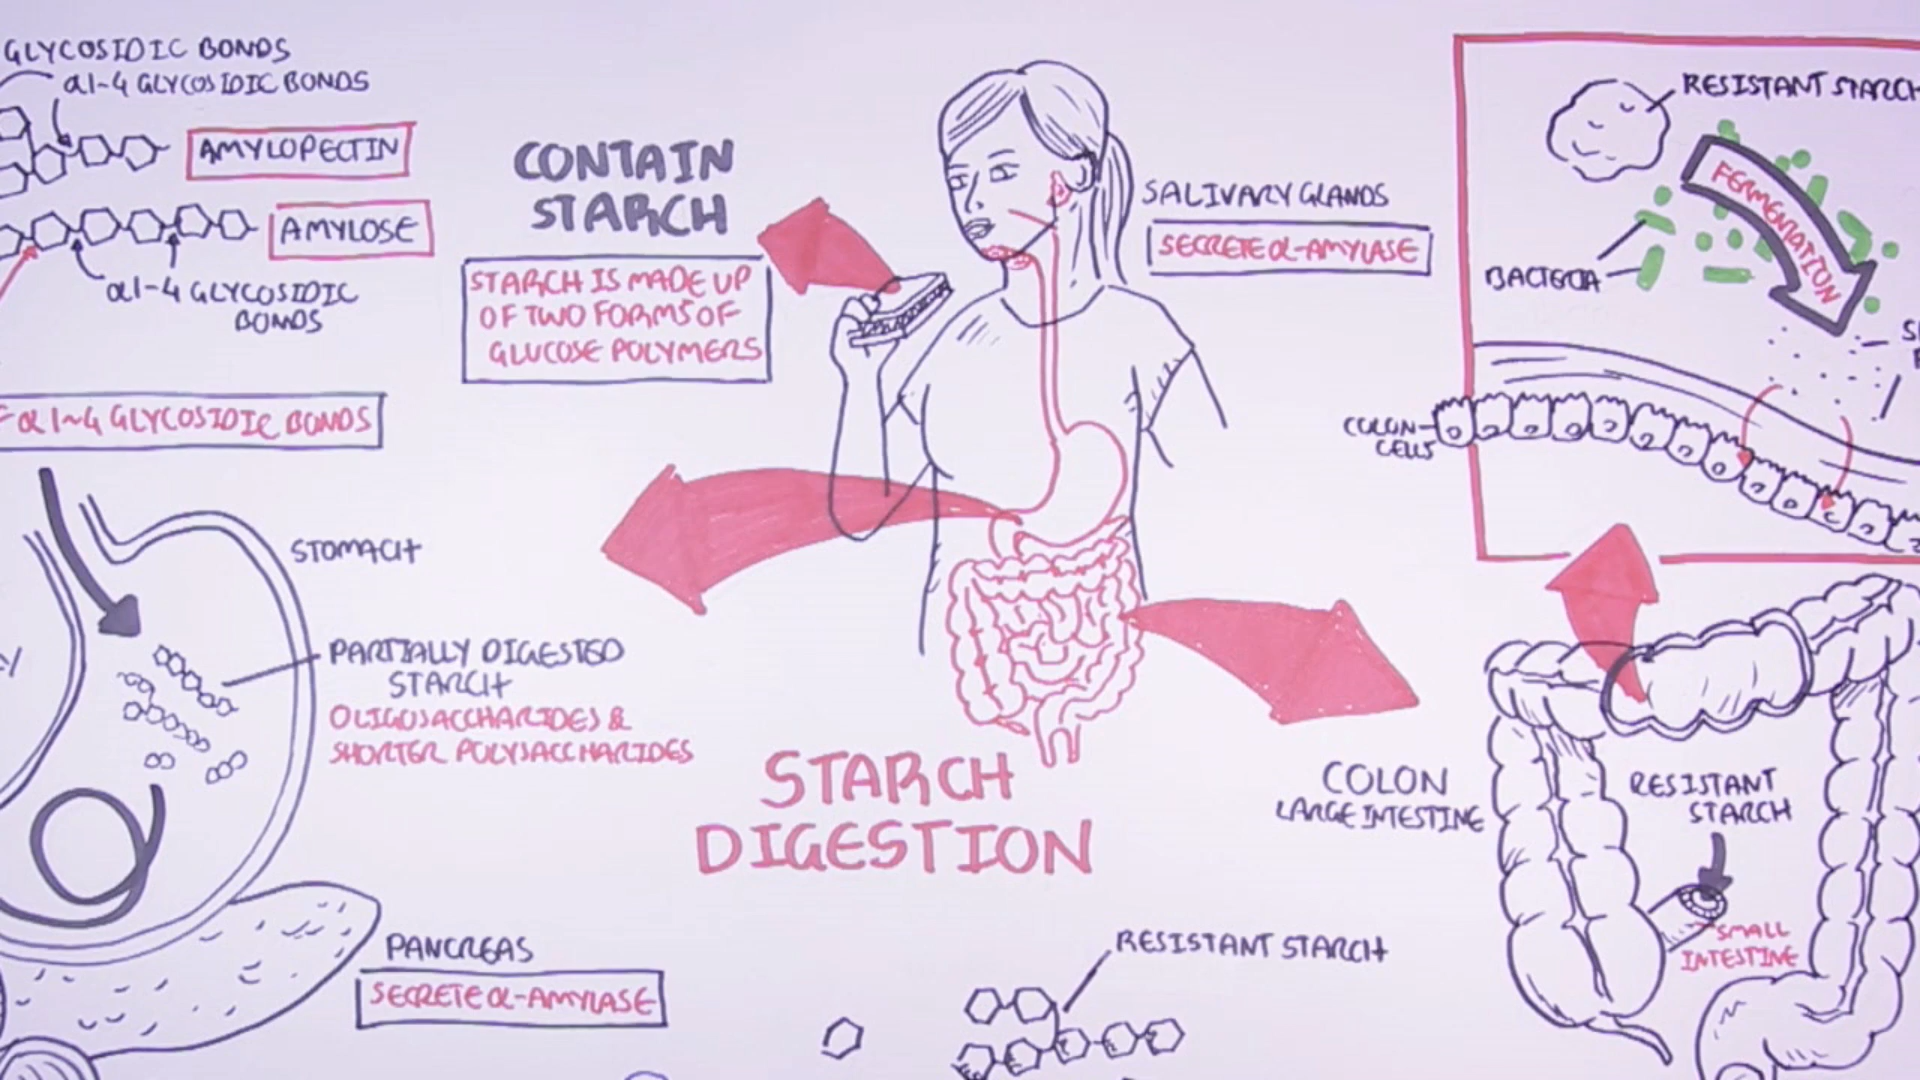 GLYCOSIDIC BONDS
α1-4 GLYCOSIDIC BONDS
AMYLOPECTIN
AMYLOSE
α1-4 GLYCOSIDIC
BONDS
α1-4 GLYCOSIDIC BONDS
CONTAIN
STARCH
STARCH IS MADE UP
OF TWO FORMS OF
GLUCOSE POLYMERS
SALIVARY GLANDS
SECRETE α-AMYLASE
RESISTANT STARCH
FERMENTATION
BACTERIA
COLON
CELLS
STOMACH
PARTIALLY DIGESTED
STARCH
OLIGOSACCHARIDES &
SHORTER POLYSACCHARIDES
STARCH
DIGESTION
COLON
LARGE INTESTINE
RESISTANT
STARCH
SMALL
INTESTINE
PANCREAS
SECRETE α-AMYLASE
RESISTANT STARCH